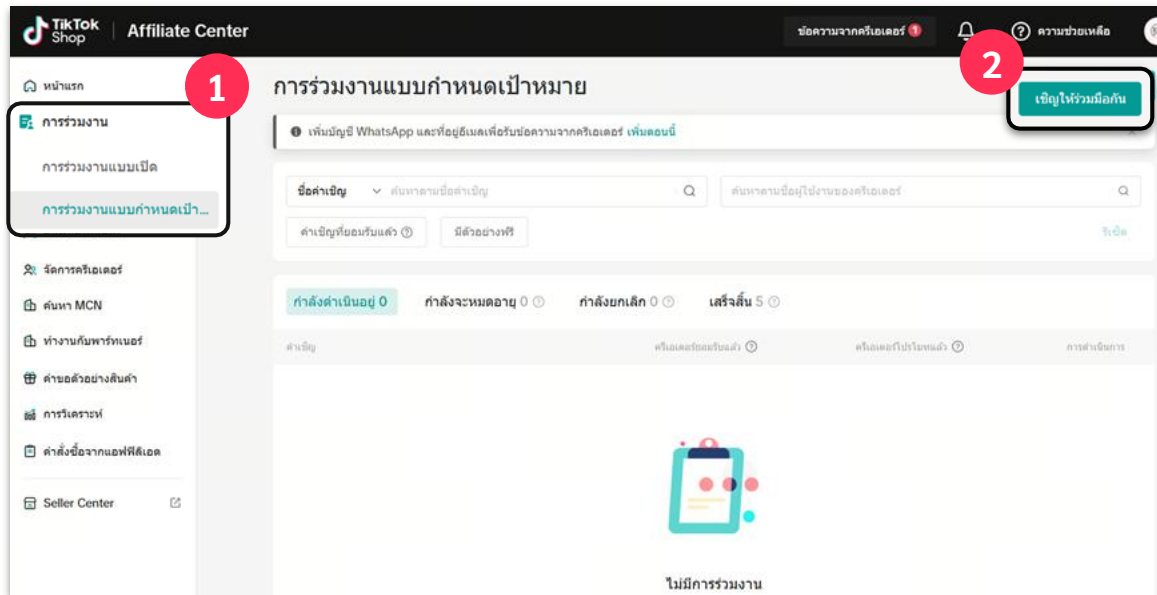 TikTok Shop
Affiliate Center
ข้อความจากครีเอเตอร์ 1
ความช่วยเหลือ
หน้าแรก
1
การร่วมงาน
การร่วมงานแบบเปิด
การร่วมงานแบบกำหนดเป้า...
จัดการครีเอเตอร์
ค้นหา MCN
ทำงานกับพาร์ทเนอร์
คำขอตัวอย่างสินค้า
การวิเคราะห์
คำสั่งซื้อจากแอฟฟิลิเอต
Seller Center
การร่วมงานแบบกำหนดเป้าหมาย
2
เชิญให้ร่วมมือกัน
เพิ่มบัญชี WhatsApp และที่อยู่อีเมลเพื่อรับข้อความจากครีเอเตอร์ เพิ่มตอนนี้
ชื่อคำเชิญ ค้นหาตามชื่อคำเชิญ
ค้นหาตามชื่อผู้ใช้งานของครีเอเตอร์
คำเชิญที่ยอมรับแล้ว
มีตัวอย่างฟรี
รีเซ็ต
กำลังดำเนินอยู่ 0
กำลังจะหมดอายุ 0
กำลังยกเลิก 0
เสร็จสิ้น 5
คำเชิญ
ครีเอเตอร์ยอมรับแล้ว
ครีเอเตอร์โปรโมทแล้ว
การดำเนินการ
ไม่มีการร่วมงาน